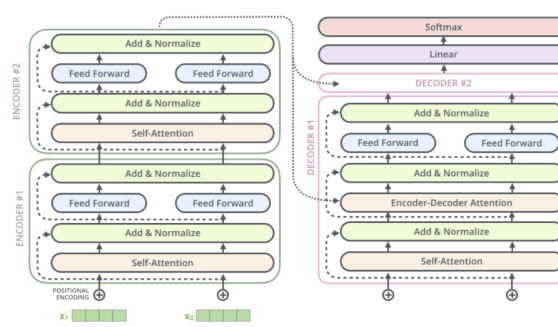 ENCODER #2
Add & Normalize
Feed Forward Feed Forward
Add & Normalize
Self-Attention
ENCODER #1
Add & Normalize
Feed Forward Feed Forward
Add & Normalize
Self-Attention
POSITIONAL
ENCODING
x₁ x₂
Softmax
Linear
DECODER #2
DECODER #1
Add & Normalize
Feed Forward Feed Forward
Add & Normalize
Encoder-Decoder Attention
Add & Normalize
Self-Attention